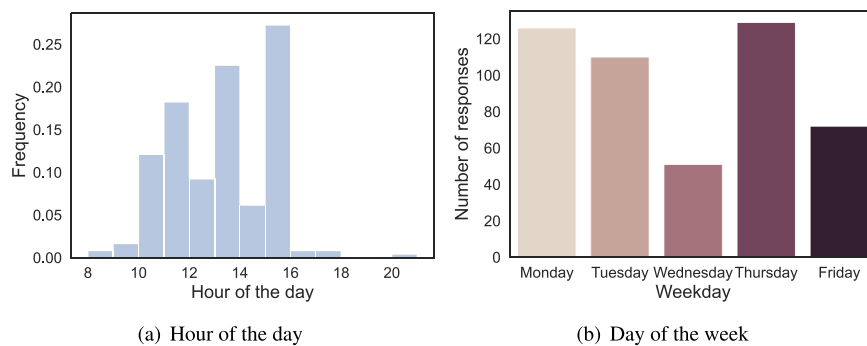 0.25
0.20
0.15
0.10
0.05
0.00
Frequency
8 10 12 14 16 18 20
Hour of the day
(a) Hour of the day
120
100
80
60
40
20
0
Number of responses
Monday Tuesday Wednesday Thursday Friday
Weekday
(b) Day of the week